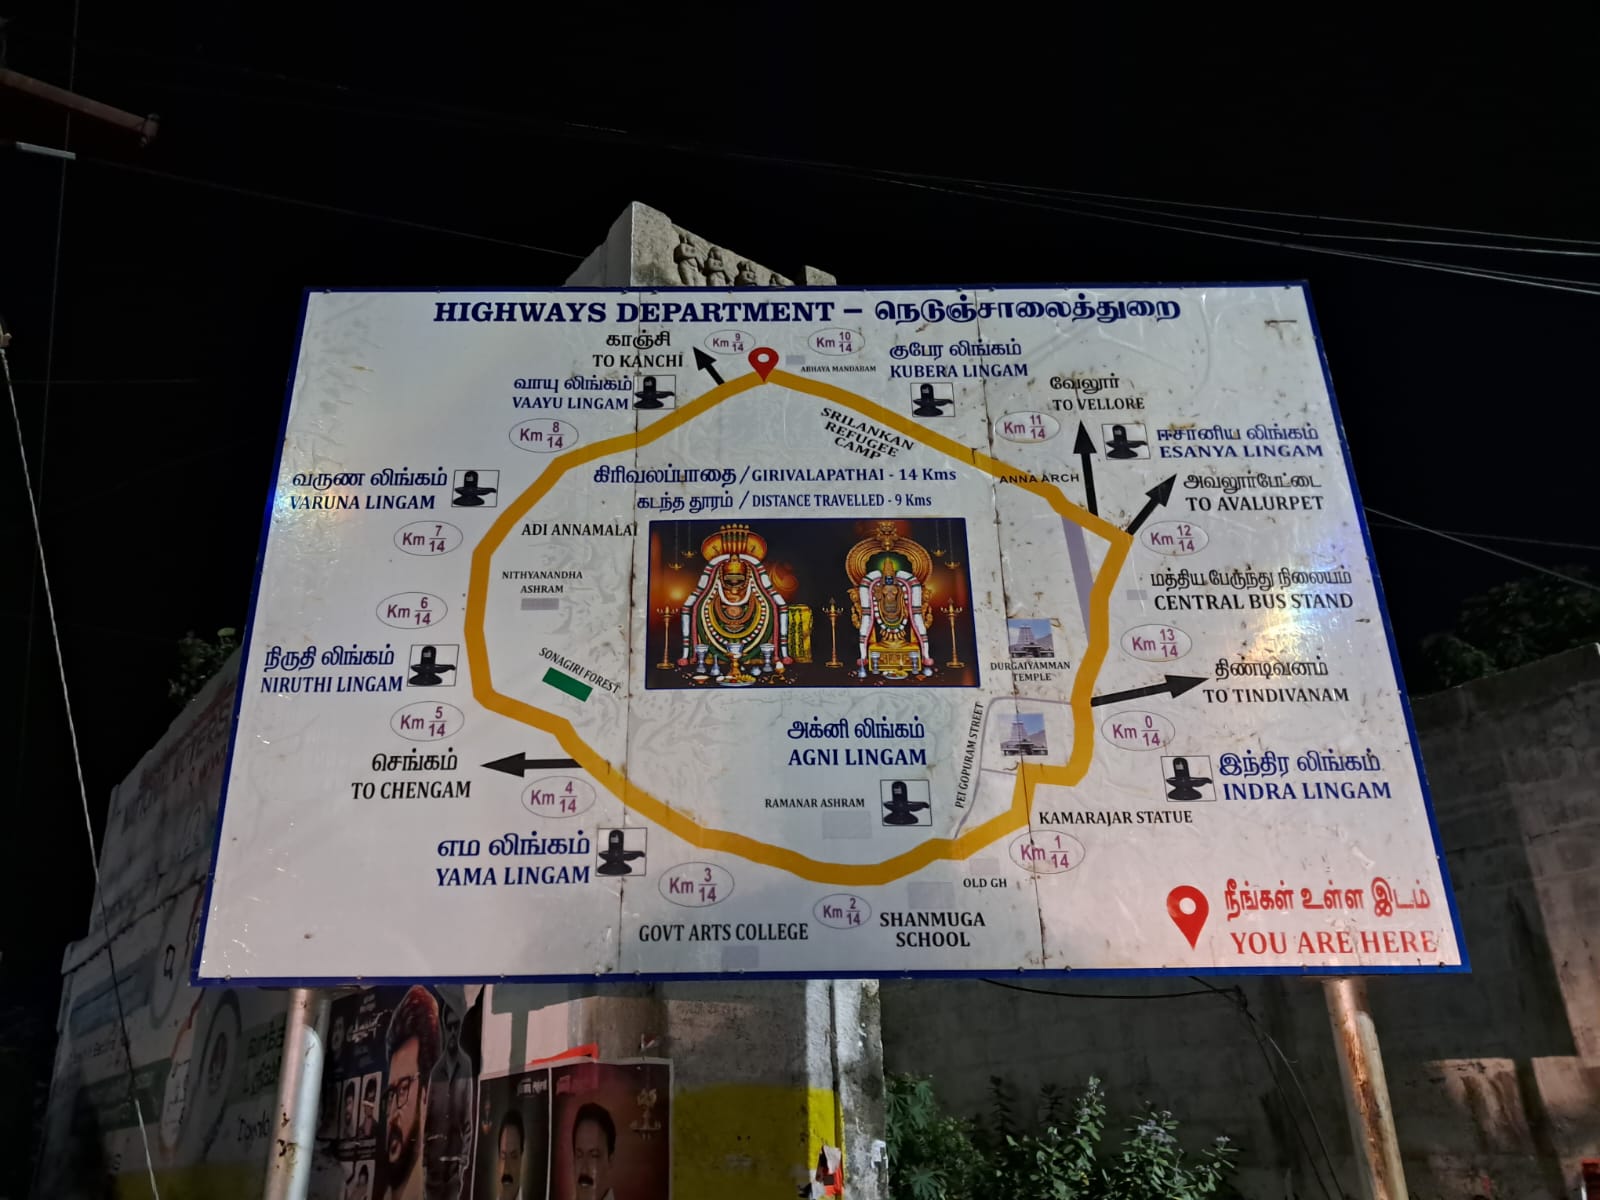 HIGHWAYS DEPARTMENT – நெடுஞ்சாலைத்துறை
காஞ்சி
TO KANCHI
Km 9/14
Km 10/14
ABHAYA MANDABAM
குபேர லிங்கம்
KUBERA LINGAM
வாயு லிங்கம்
VAAYU LINGAM
வேலூர்
TO VELLORE
Km 8/14
SRILANKAN
REFUGEE
CAMP
Km 11/14
ஈசானிய லிங்கம்
ESANYA LINGAM
வருண லிங்கம்
VARUNA LINGAM
கிரிவலப்பாதை / GIRIVALAPATHAI - 14 Kms
கடந்த தூரம் / DISTANCE TRAVELLED - 9 Kms
ANNA ARCH
அவலூர்பேட்டை
TO AVALURPET
Km 7/14
ADI ANNAMALAI
Km 12/14
NITHYANANDHA
ASHRAM
மத்திய பேருந்து நிலையம்
CENTRAL BUS STAND
Km 6/14
Km 13/14
நிருதி லிங்கம்
NIRUTHI LINGAM
SONAGIRI FOREST
DURGAIYAMMAN
TEMPLE
திண்டிவனம்
TO TINDIVANAM
Km 5/14
அக்னி லிங்கம்
AGNI LINGAM
PEI GOPURAM STREET
Km 0/14
செங்கம்
TO CHENGAM
இந்திர லிங்கம்
INDRA LINGAM
Km 4/14
RAMANAR ASHRAM
KAMARAJAR STATUE
எம லிங்கம்
YAMA LINGAM
Km 1/14
Km 3/14
OLD GH
Km 2/14
GOVT ARTS COLLEGE
SHANMUGA
SCHOOL
நீங்கள் உள்ள இடம்
YOU ARE HERE